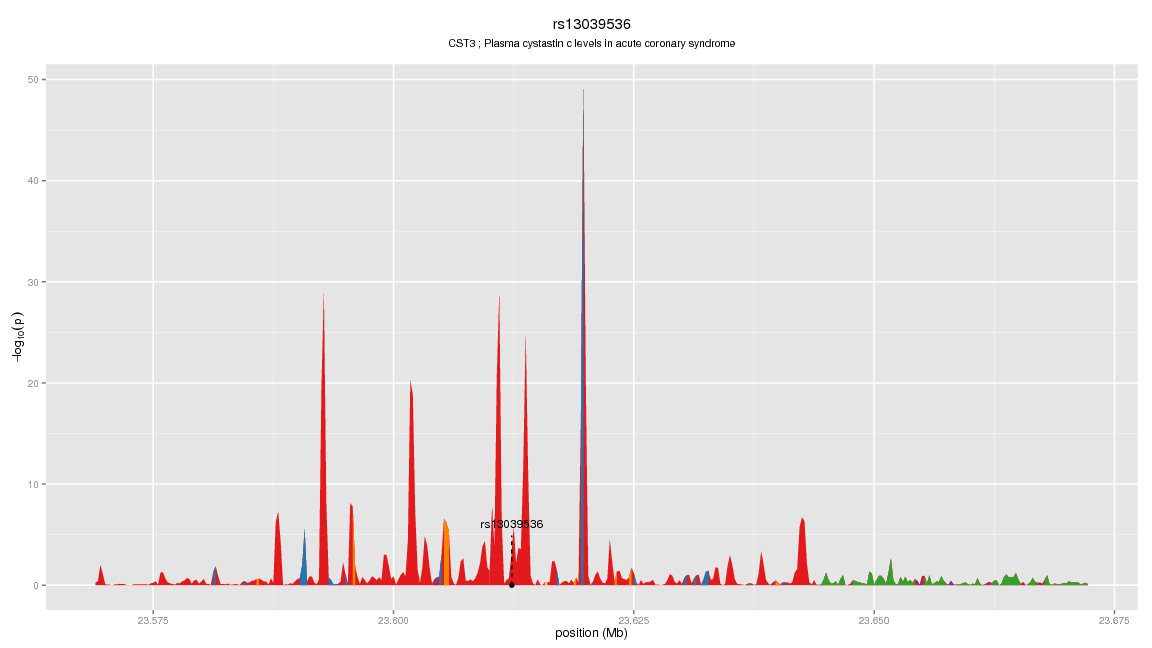 rs13039536
CST3 ; Plasma cystastin c levels in acute coronary syndrome
50
40
30
20
10
0
−log10(p)
rs13039536
23.575
23.600
23.625
23.650
23.675
position (Mb)